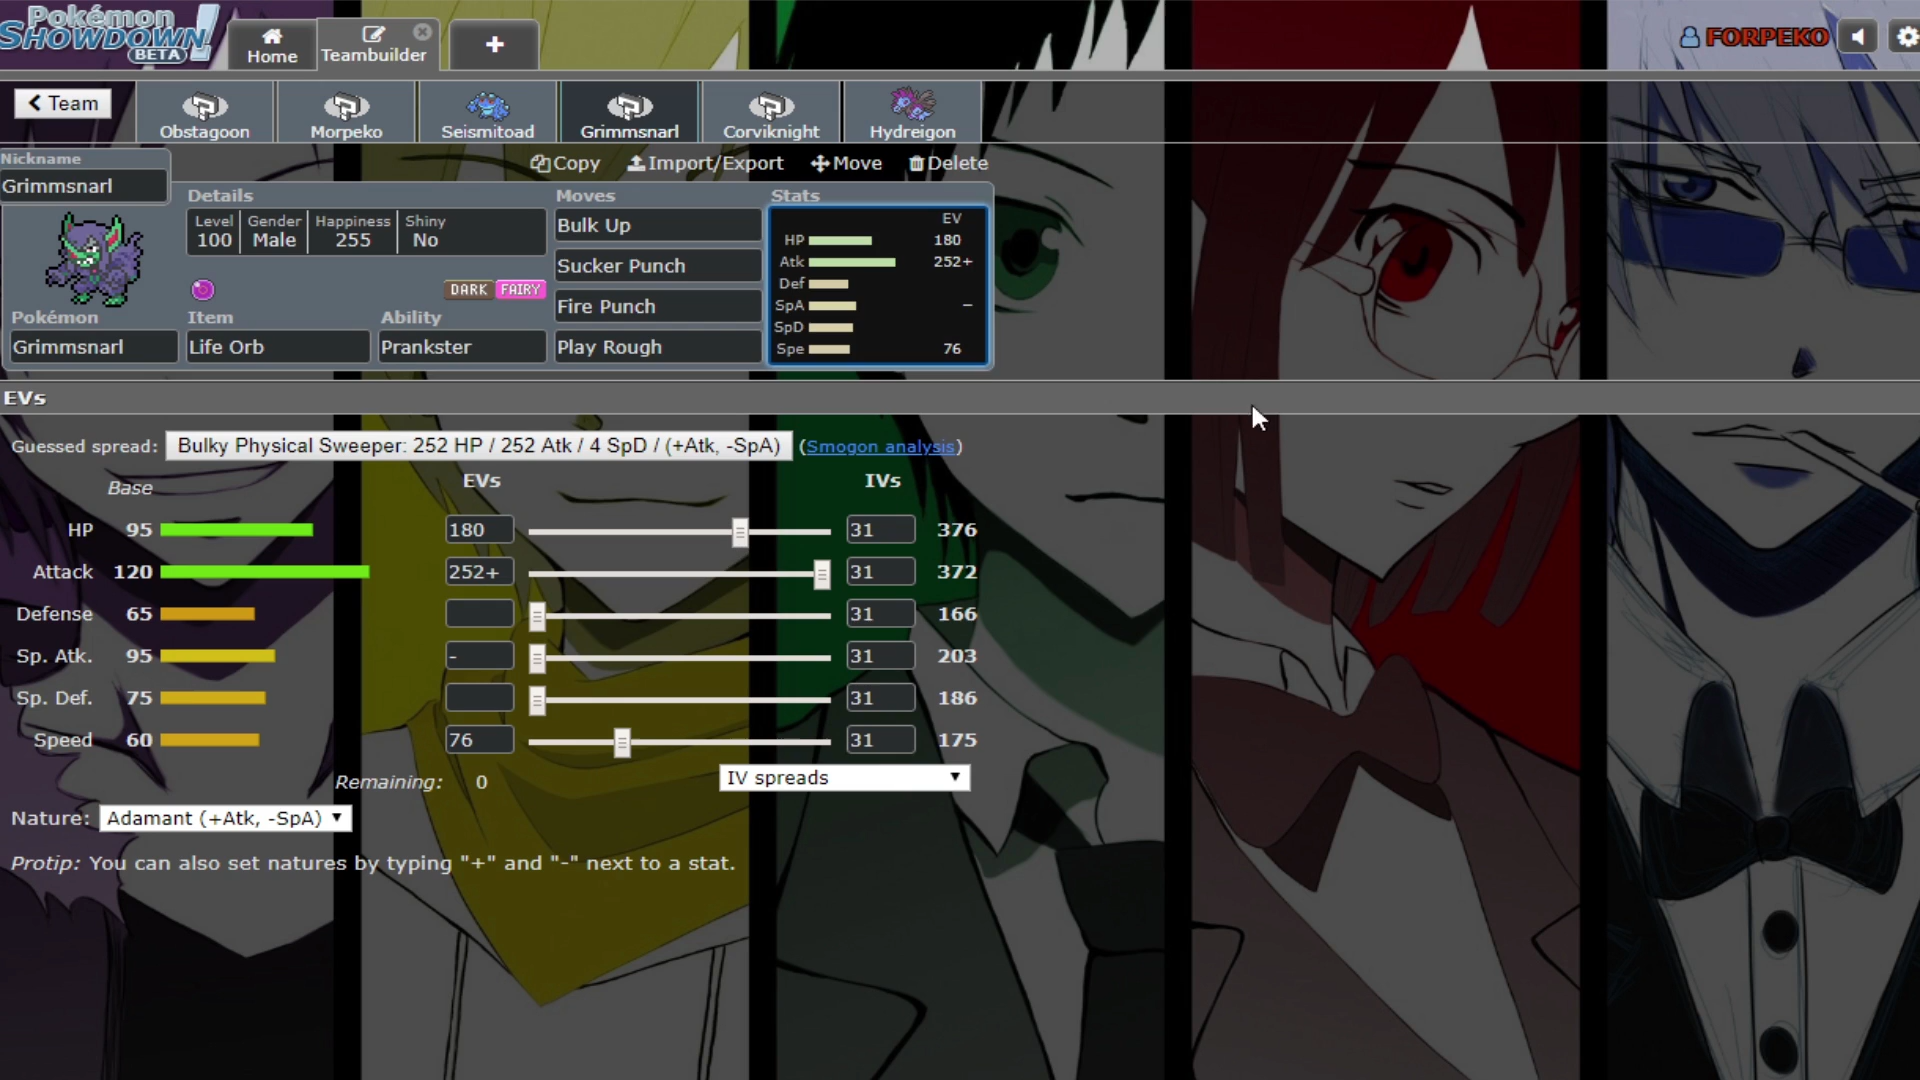 Pokémon
SHOWDOWN!
BETA
Home
Teambuilder
+
FORPEKO
Team
Obstagoon
Morpeko
Seismitoad
Grimmsnarl
Corviknight
Hydreigon
Nickname
Grimmsnarl
Copy
Import/Export
Move
Delete
Details
Level
100
Gender
Male
Happiness
255
Shiny
No
DARK FAIRY
Pokémon
Grimmsnarl
Item
Life Orb
Ability
Prankster
Moves
Bulk Up
Sucker Punch
Fire Punch
Play Rough
Stats
EV
HP 180
Atk 252+
Def
SpA −
SpD
Spe 76
EVs
Guessed spread: Bulky Physical Sweeper: 252 HP / 252 Atk / 4 SpD / (+Atk, -SpA) (Smogon analysis)
Base EVs IVs
HP 95 180 31 376
Attack 120 252+ 31 372
Defense 65 31 166
Sp. Atk. 95 - 31 203
Sp. Def. 75 31 186
Speed 60 76 31 175
Remaining: 0 IV spreads
Nature: Adamant (+Atk, -SpA)
Protip: You can also set natures by typing "+" and "-" next to a stat.